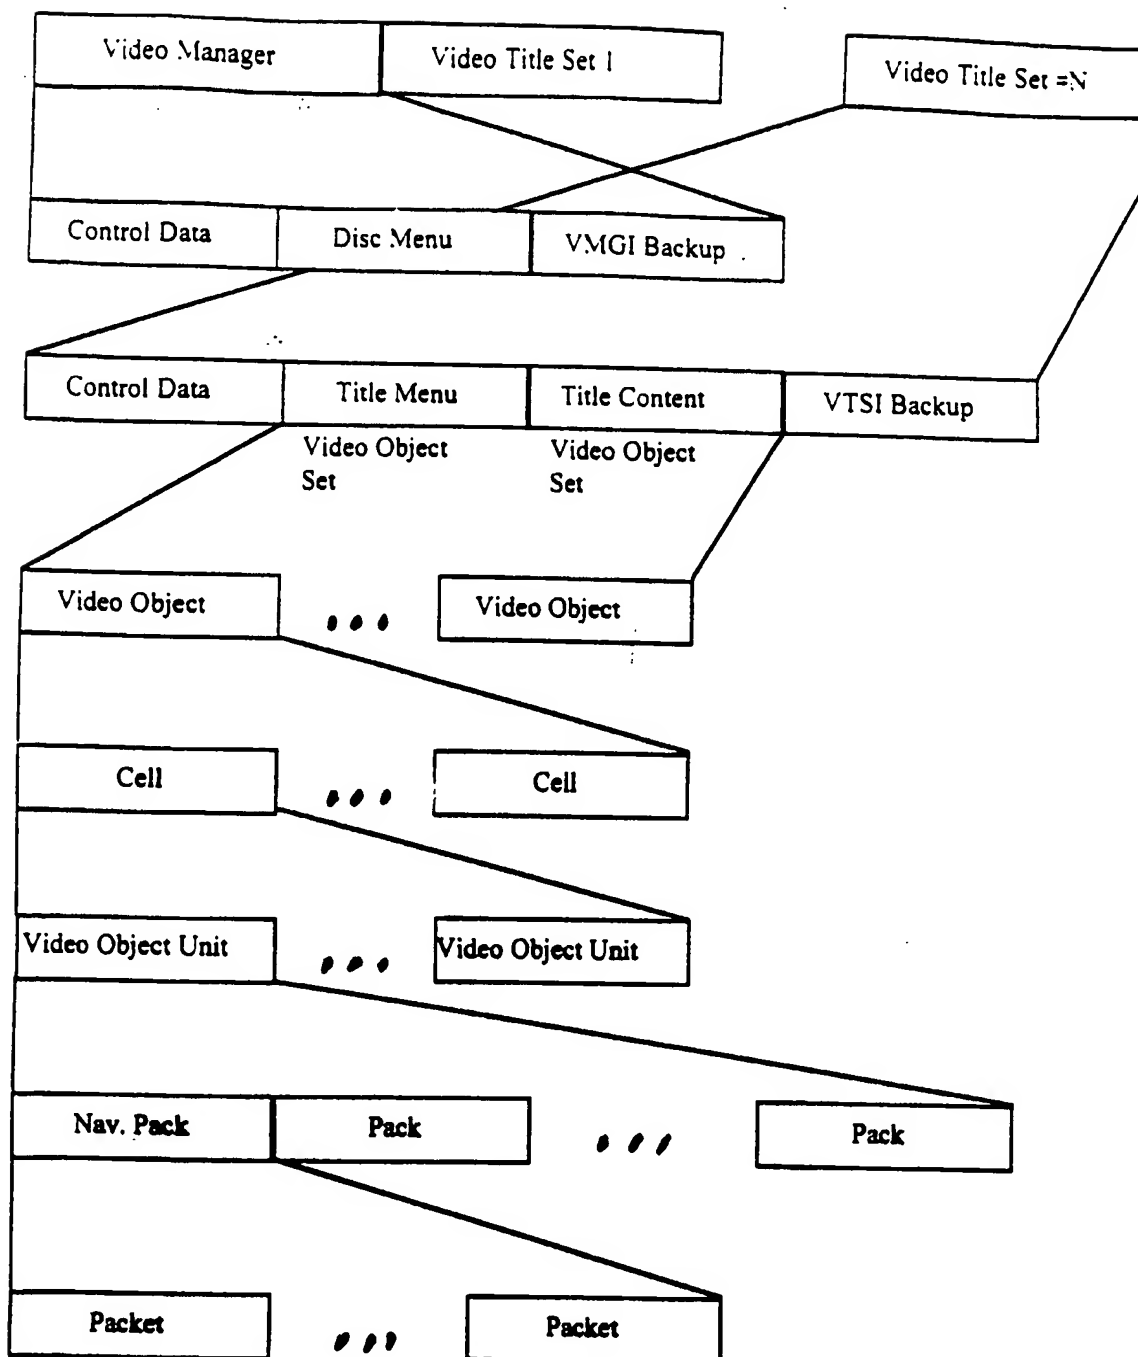 Video Manager
Video Title Set 1
Video Title Set =N
Control Data
Disc Menu
VMGI Backup
Control Data
Title Menu
Title Content
VTSI Backup
Video Object
Set
Video Object
Set
Video Object
Video Object
Cell
Cell
Video Object Unit
Video Object Unit
Nav. Pack
Pack
Pack
Packet
Packet